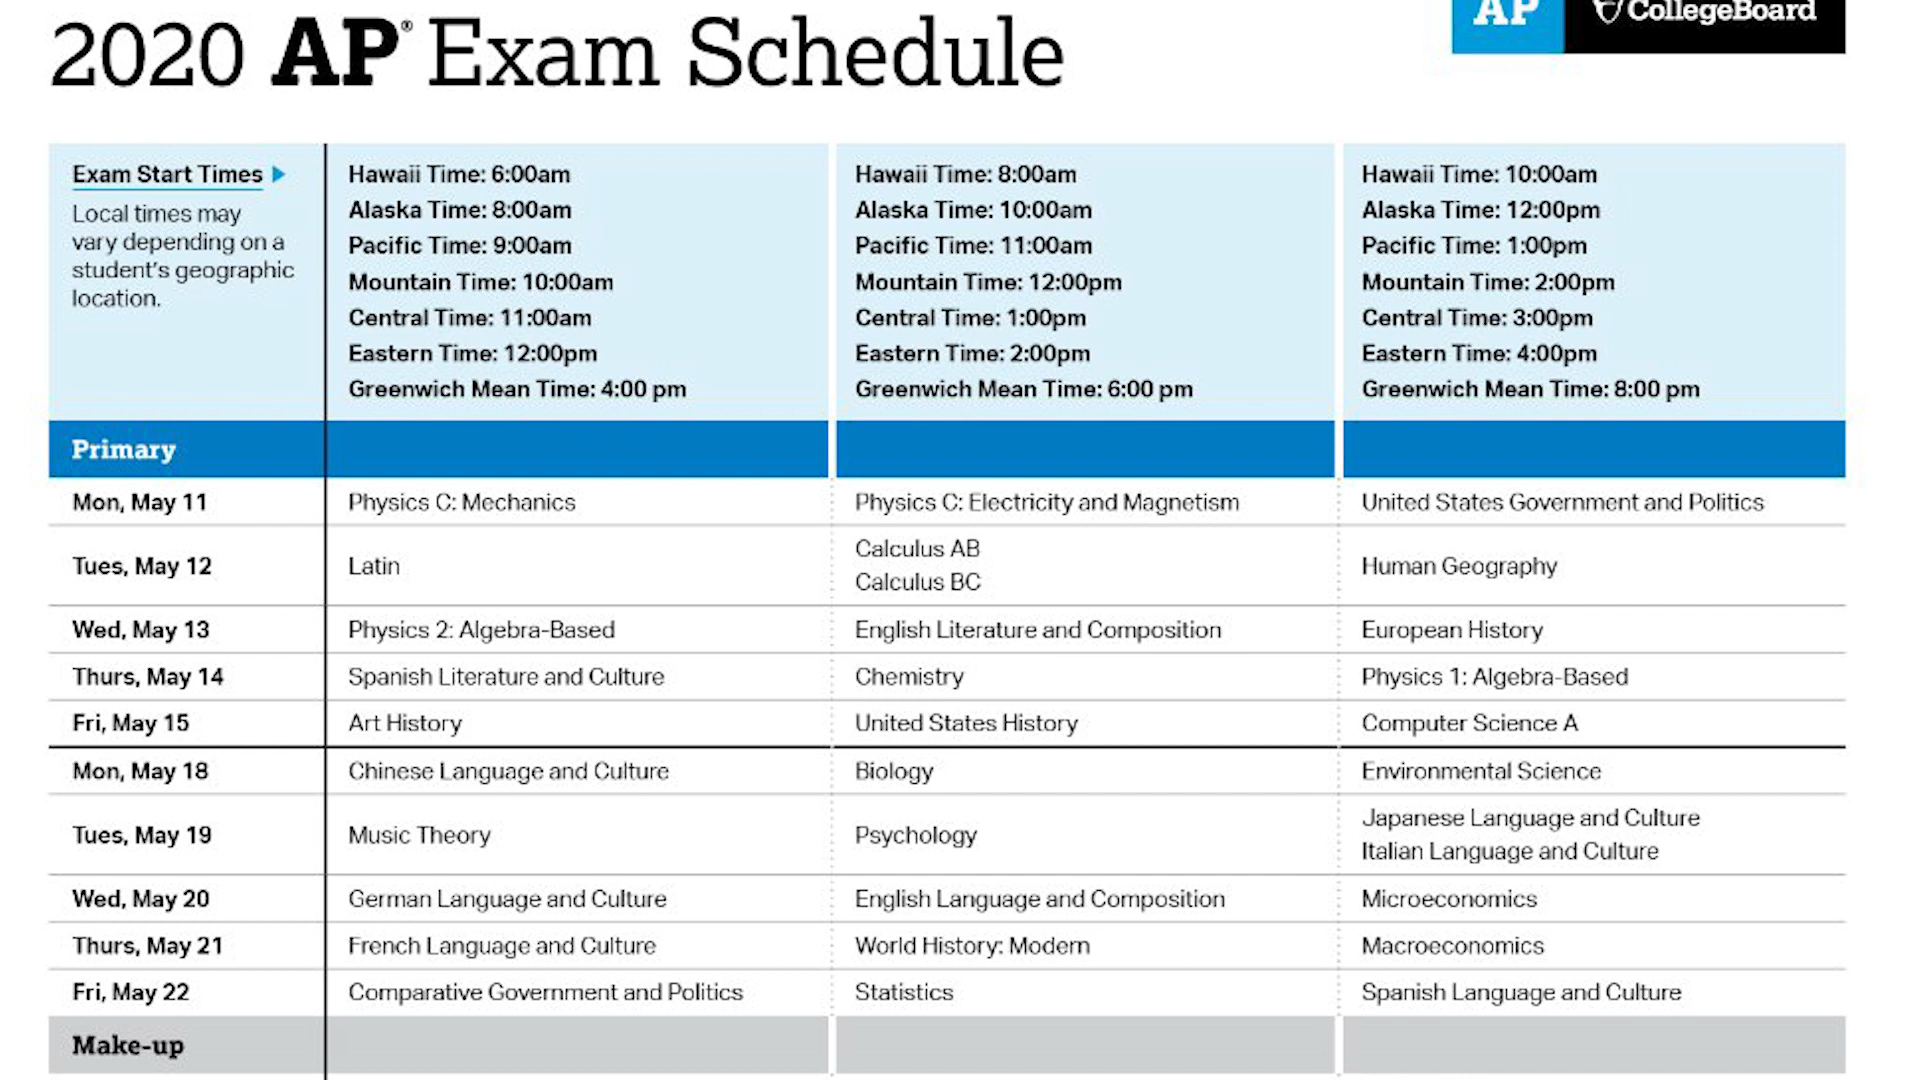 2020 AP® Exam Schedule
AP CollegeBoard
Exam Start Times ▶
Local times may
vary depending on a
student's geographic
location.
Hawaii Time: 6:00am
Alaska Time: 8:00am
Pacific Time: 9:00am
Mountain Time: 10:00am
Central Time: 11:00am
Eastern Time: 12:00pm
Greenwich Mean Time: 4:00 pm
Hawaii Time: 8:00am
Alaska Time: 10:00am
Pacific Time: 11:00am
Mountain Time: 12:00pm
Central Time: 1:00pm
Eastern Time: 2:00pm
Greenwich Mean Time: 6:00 pm
Hawaii Time: 10:00am
Alaska Time: 12:00pm
Pacific Time: 1:00pm
Mountain Time: 2:00pm
Central Time: 3:00pm
Eastern Time: 4:00pm
Greenwich Mean Time: 8:00 pm
Primary
Mon, May 11 Physics C: Mechanics Physics C: Electricity and Magnetism United States Government and Politics
Tues, May 12 Latin Calculus AB
Calculus BC Human Geography
Wed, May 13 Physics 2: Algebra-Based English Literature and Composition European History
Thurs, May 14 Spanish Literature and Culture Chemistry Physics 1: Algebra-Based
Fri, May 15 Art History United States History Computer Science A
Mon, May 18 Chinese Language and Culture Biology Environmental Science
Tues, May 19 Music Theory Psychology Japanese Language and Culture
Italian Language and Culture
Wed, May 20 German Language and Culture English Language and Composition Microeconomics
Thurs, May 21 French Language and Culture World History: Modern Macroeconomics
Fri, May 22 Comparative Government and Politics Statistics Spanish Language and Culture
Make-up